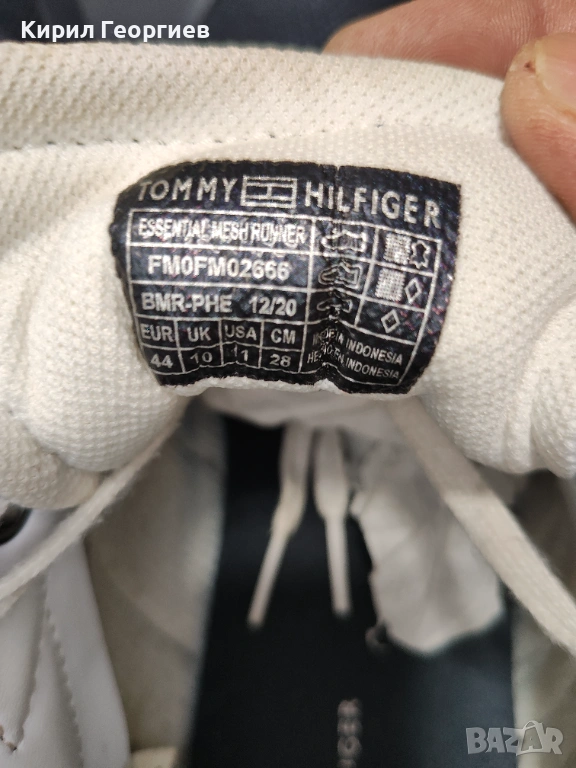 Кирил Георгиев
TOMMY HILFIGER
ESSENTIAL MESH RUNNER
FM0FM02666
BMR-PHE 12/20
EUR UK USA CM
44 10 11 28
MADE IN INDONESIA
HECHO EN INDONESIA
BAZAR